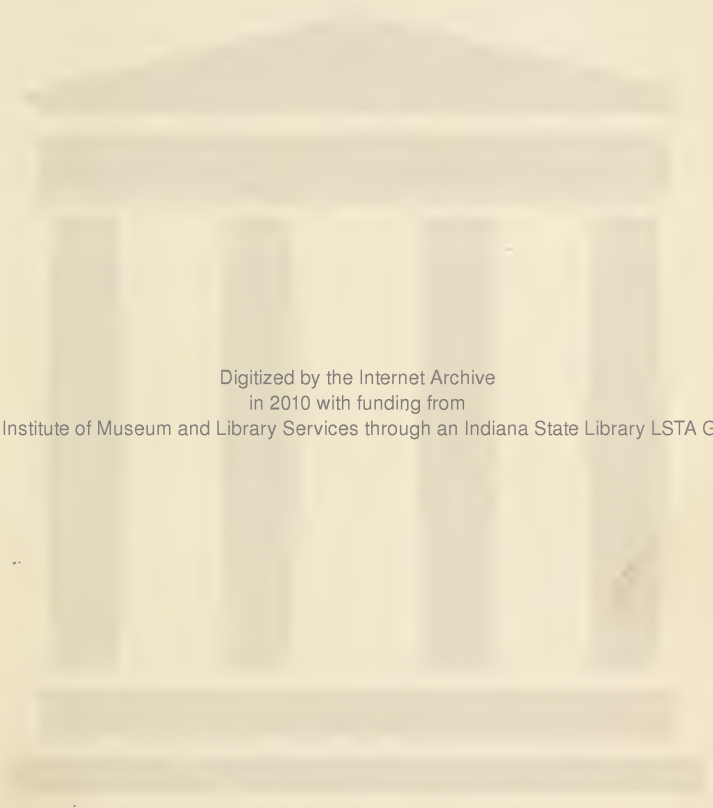 Digitized by the Internet Archive
in 2010 with funding from
Institute of Museum and Library Services through an Indiana State Library LSTA G